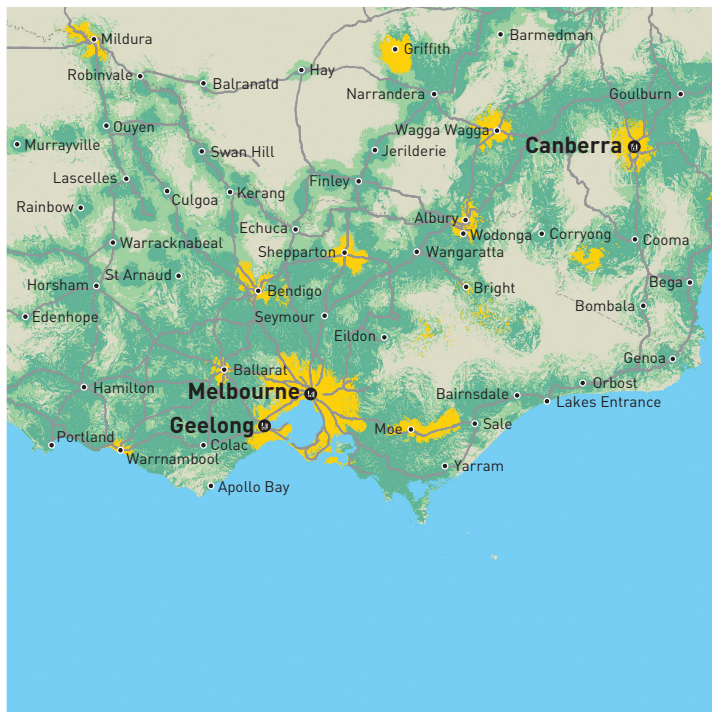 Mildura
Griffith
Barmedman
Robinvale
Balranald
Hay
Narrandera
Goulburn
Ouyen
Wagga Wagga
Murrayville
Swan Hill
Jerilderie
Canberra
Lascelles
Finley
Rainbow
Culgoa
Kerang
Albury
Echuca
Wodonga
Corryong
Cooma
Warracknabeal
Shepparton
Wangaratta
St Arnaud
Horsham
Bendigo
Bright
Bega
Edenhope
Seymour
Bombala
Eildon
Genoa
Ballarat
Hamilton
Melbourne
Bairnsdale
Orbost
Lakes Entrance
Geelong
Moe
Sale
Portland
Colac
Warrnambool
Yarram
Apollo Bay